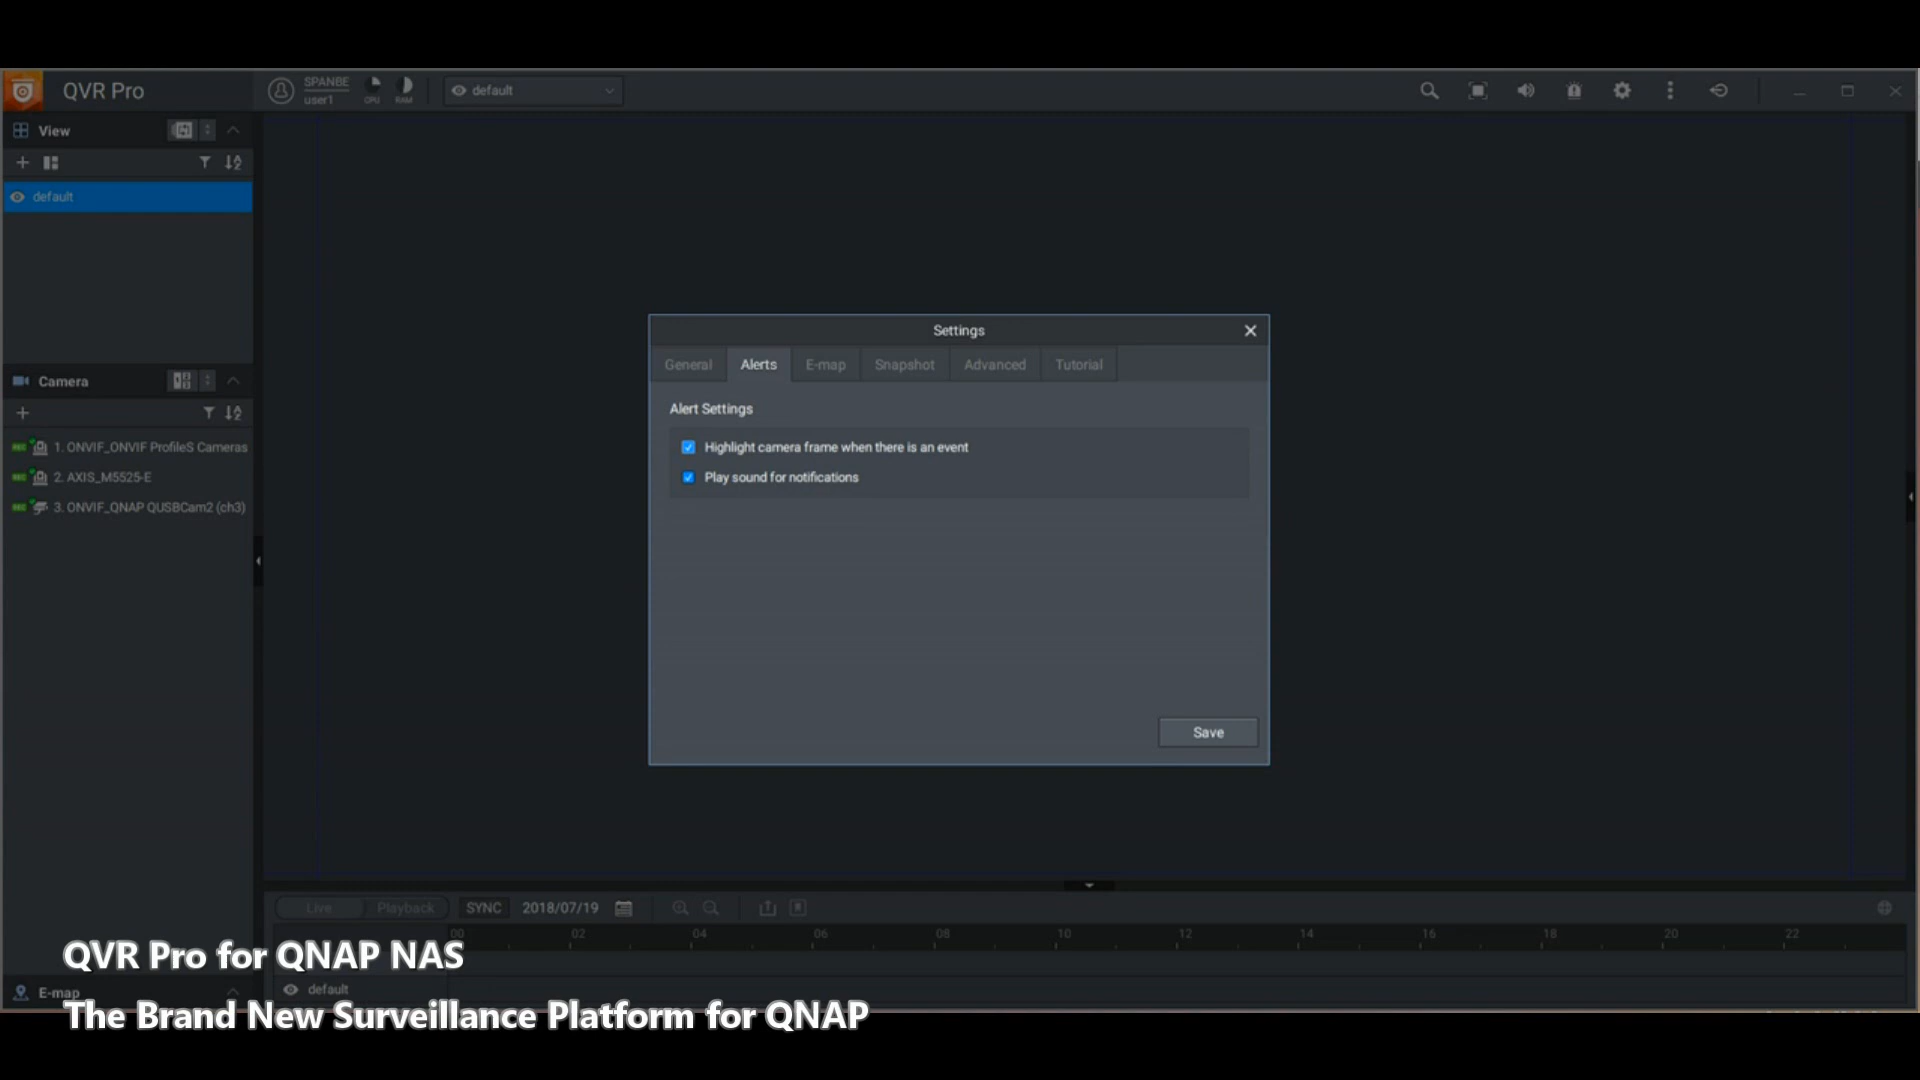 QVR Pro
SPANBE
user1
CPU
RAM
default
View
default
Camera
1. ONVIF_ONVIF ProfileS Cameras
2. AXIS_M5525-E
3. ONVIF_QNAP QUSBCam2 (ch3)
Settings
General
Alerts
E-map
Snapshot
Advanced
Tutorial
Alert Settings
Highlight camera frame when there is an event
Play sound for notifications
Save
Live
Playback
SYNC
2018/07/19
00 02 04 06 08 10 12 14 16 18 20 22
default
E-map
QVR Pro for QNAP NAS
The Brand New Surveillance Platform for QNAP